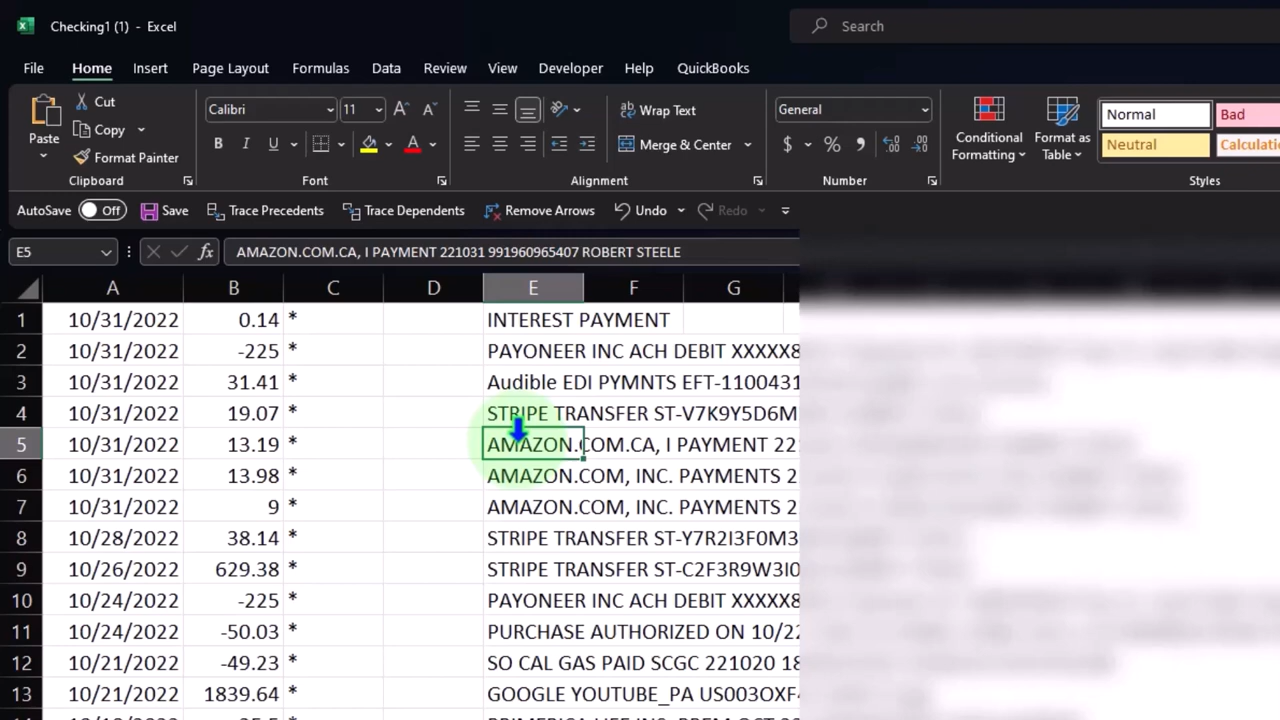 Checking1 (1) - Excel
Search
File Home Insert Page Layout Formulas Data Review View Developer Help QuickBooks
Paste
Cut
Copy
Format Painter
Calibri 11
B I U
Wrap Text
Merge & Center
General
$ % 9
Conditional Formatting
Format as Table
Normal Bad
Neutral Calculatio
Clipboard Font Alignment Number Styles
AutoSave Off Save Trace Precedents Trace Dependents Remove Arrows Undo Redo
E5 fx AMAZON.COM.CA, I PAYMENT 221031 991960965407 ROBERT STEELE
A B C D E F G
1 10/31/2022 0.14 * INTEREST PAYMENT
2 10/31/2022 -225 * PAYONEER INC ACH DEBIT XXXXX8
3 10/31/2022 31.41 * Audible EDI PYMNTS EFT-1100431
4 10/31/2022 19.07 * STRIPE TRANSFER ST-V7K9Y5D6M
5 10/31/2022 13.19 * AMAZON.COM.CA, I PAYMENT 22
6 10/31/2022 13.98 * AMAZON.COM, INC. PAYMENTS 2
7 10/31/2022 9 * AMAZON.COM, INC. PAYMENTS 2
8 10/28/2022 38.14 * STRIPE TRANSFER ST-Y7R2I3F0M3
9 10/26/2022 629.38 * STRIPE TRANSFER ST-C2F3R9W3I0
10 10/24/2022 -225 * PAYONEER INC ACH DEBIT XXXXX8
11 10/24/2022 -50.03 * PURCHASE AUTHORIZED ON 10/22
12 10/21/2022 -49.23 * SO CAL GAS PAID SCGC 221020 18
13 10/21/2022 1839.64 * GOOGLE YOUTUBE_PA US003OXF4